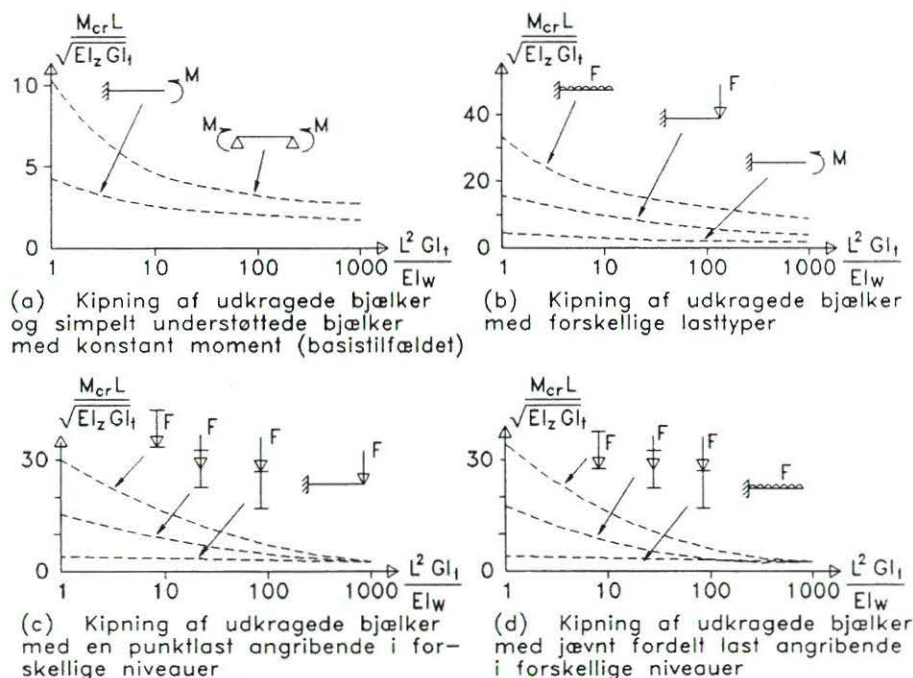 M_cr L
√EI_z GI_t
10
5
0
M
M
M
1
10
100
1000
L² GI_t
EI_W
(a) Kipning af udkragede bjælker
og simpelt understøttede bjælker
med konstant moment (basistilfældet)
M_cr L
√EI_z GI_t
40
20
0
F
F
M
1
10
100
1000
L² GI_t
EI_W
(b) Kipning af udkragede bjælker
med forskellige lasttyper
M_cr L
√EI_z GI_t
30
0
F
F
F
F
1
10
100
1000
L² GI_t
EI_W
(c) Kipning af udkragede bjælker
med en punktlast angribende i for-
skellige niveauer
M_cr L
√EI_z GI_t
30
0
F
F
F
F
1
10
100
1000
L² GI_t
EI_W
(d) Kipning af udkragede bjælker
med jævnt fordelt last angribende
i forskellige niveauer